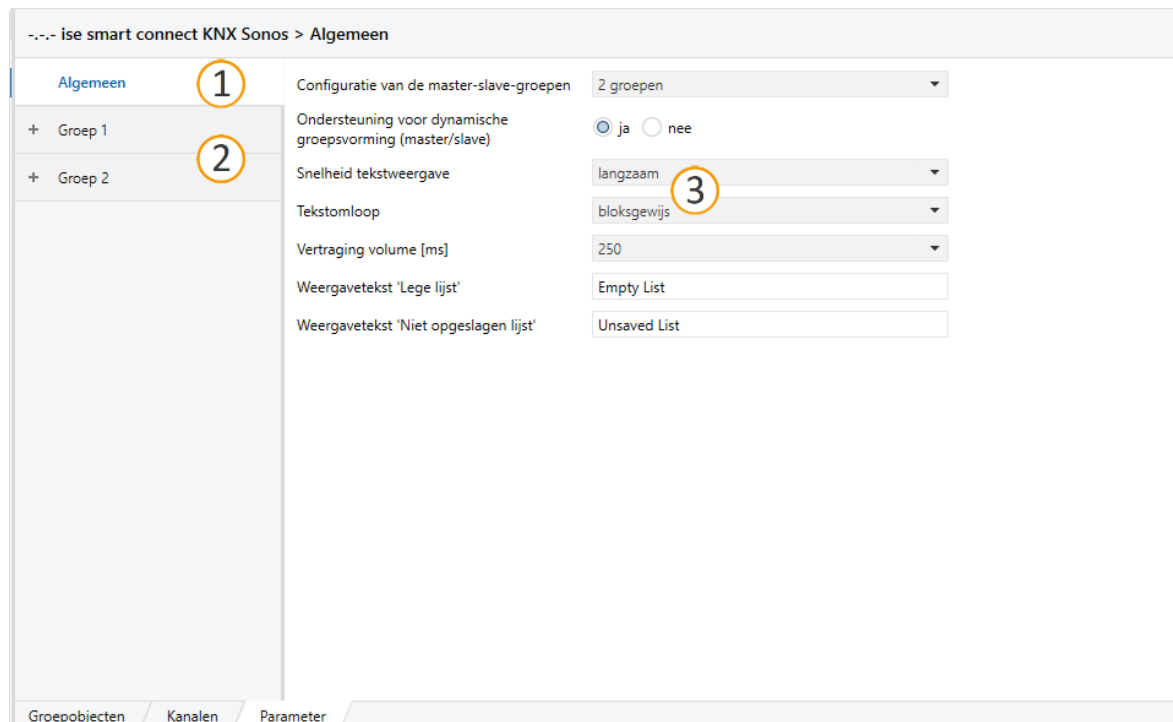 -.-.- ise smart connect KNX Sonos > Algemeen
Algemeen
1
+ Groep 1
2
+ Groep 2
Configuratie van de master-slave-groepen
2 groepen
Ondersteuning voor dynamische
groepsvorming (master/slave)
ja nee
Snelheid tekstweergave
langzaam
3
Tekstomloop
bloksgewijs
Vertraging volume [ms]
250
Weergavetekst 'Lege lijst'
Empty List
Weergavetekst 'Niet opgeslagen lijst'
Unsaved List
Groepobjecten / Kanalen / Parameter